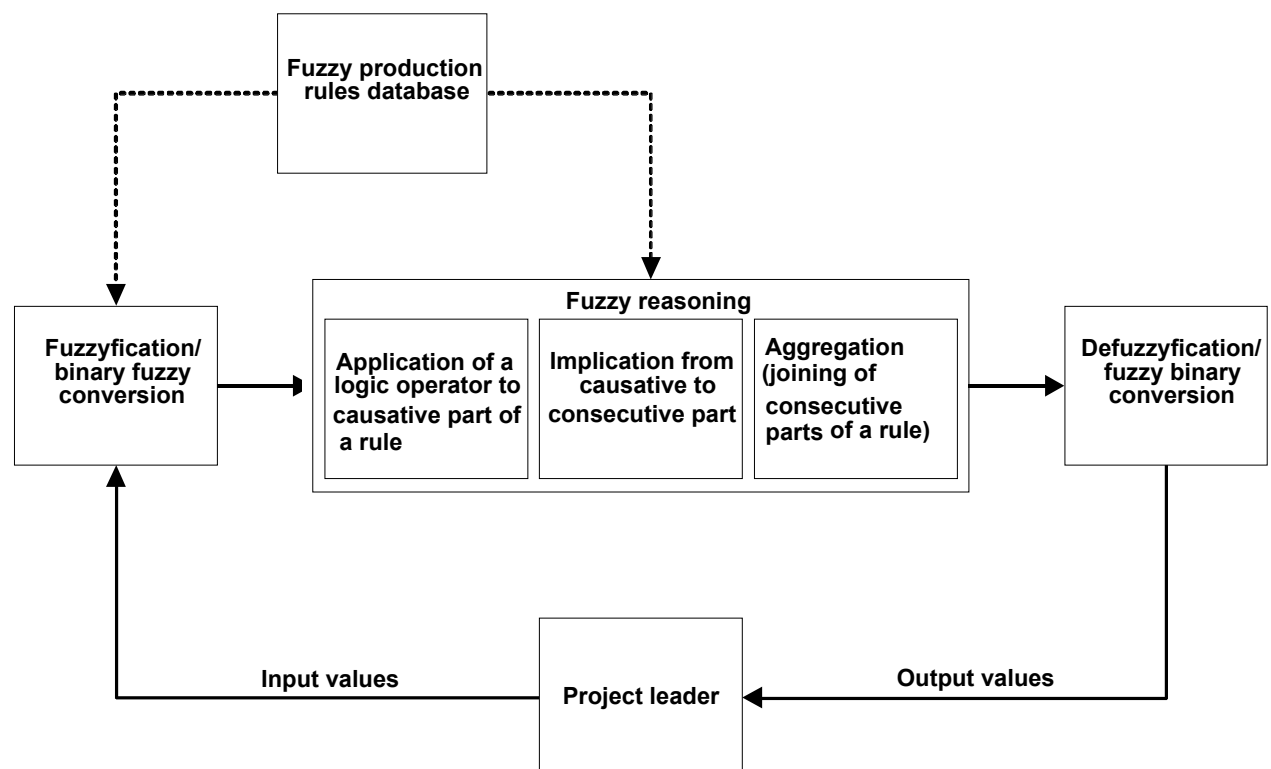 Fuzzy production
rules database
Fuzzy reasoning
Fuzzyfication/
binary fuzzy
conversion
Application of a
logic operator to
causative part of
a rule
Implication from
causative to
consecutive part
Aggregation
(joining of
consecutive
parts of a rule)
Defuzzyfication/
fuzzy binary
conversion
Input values
Project leader
Output values